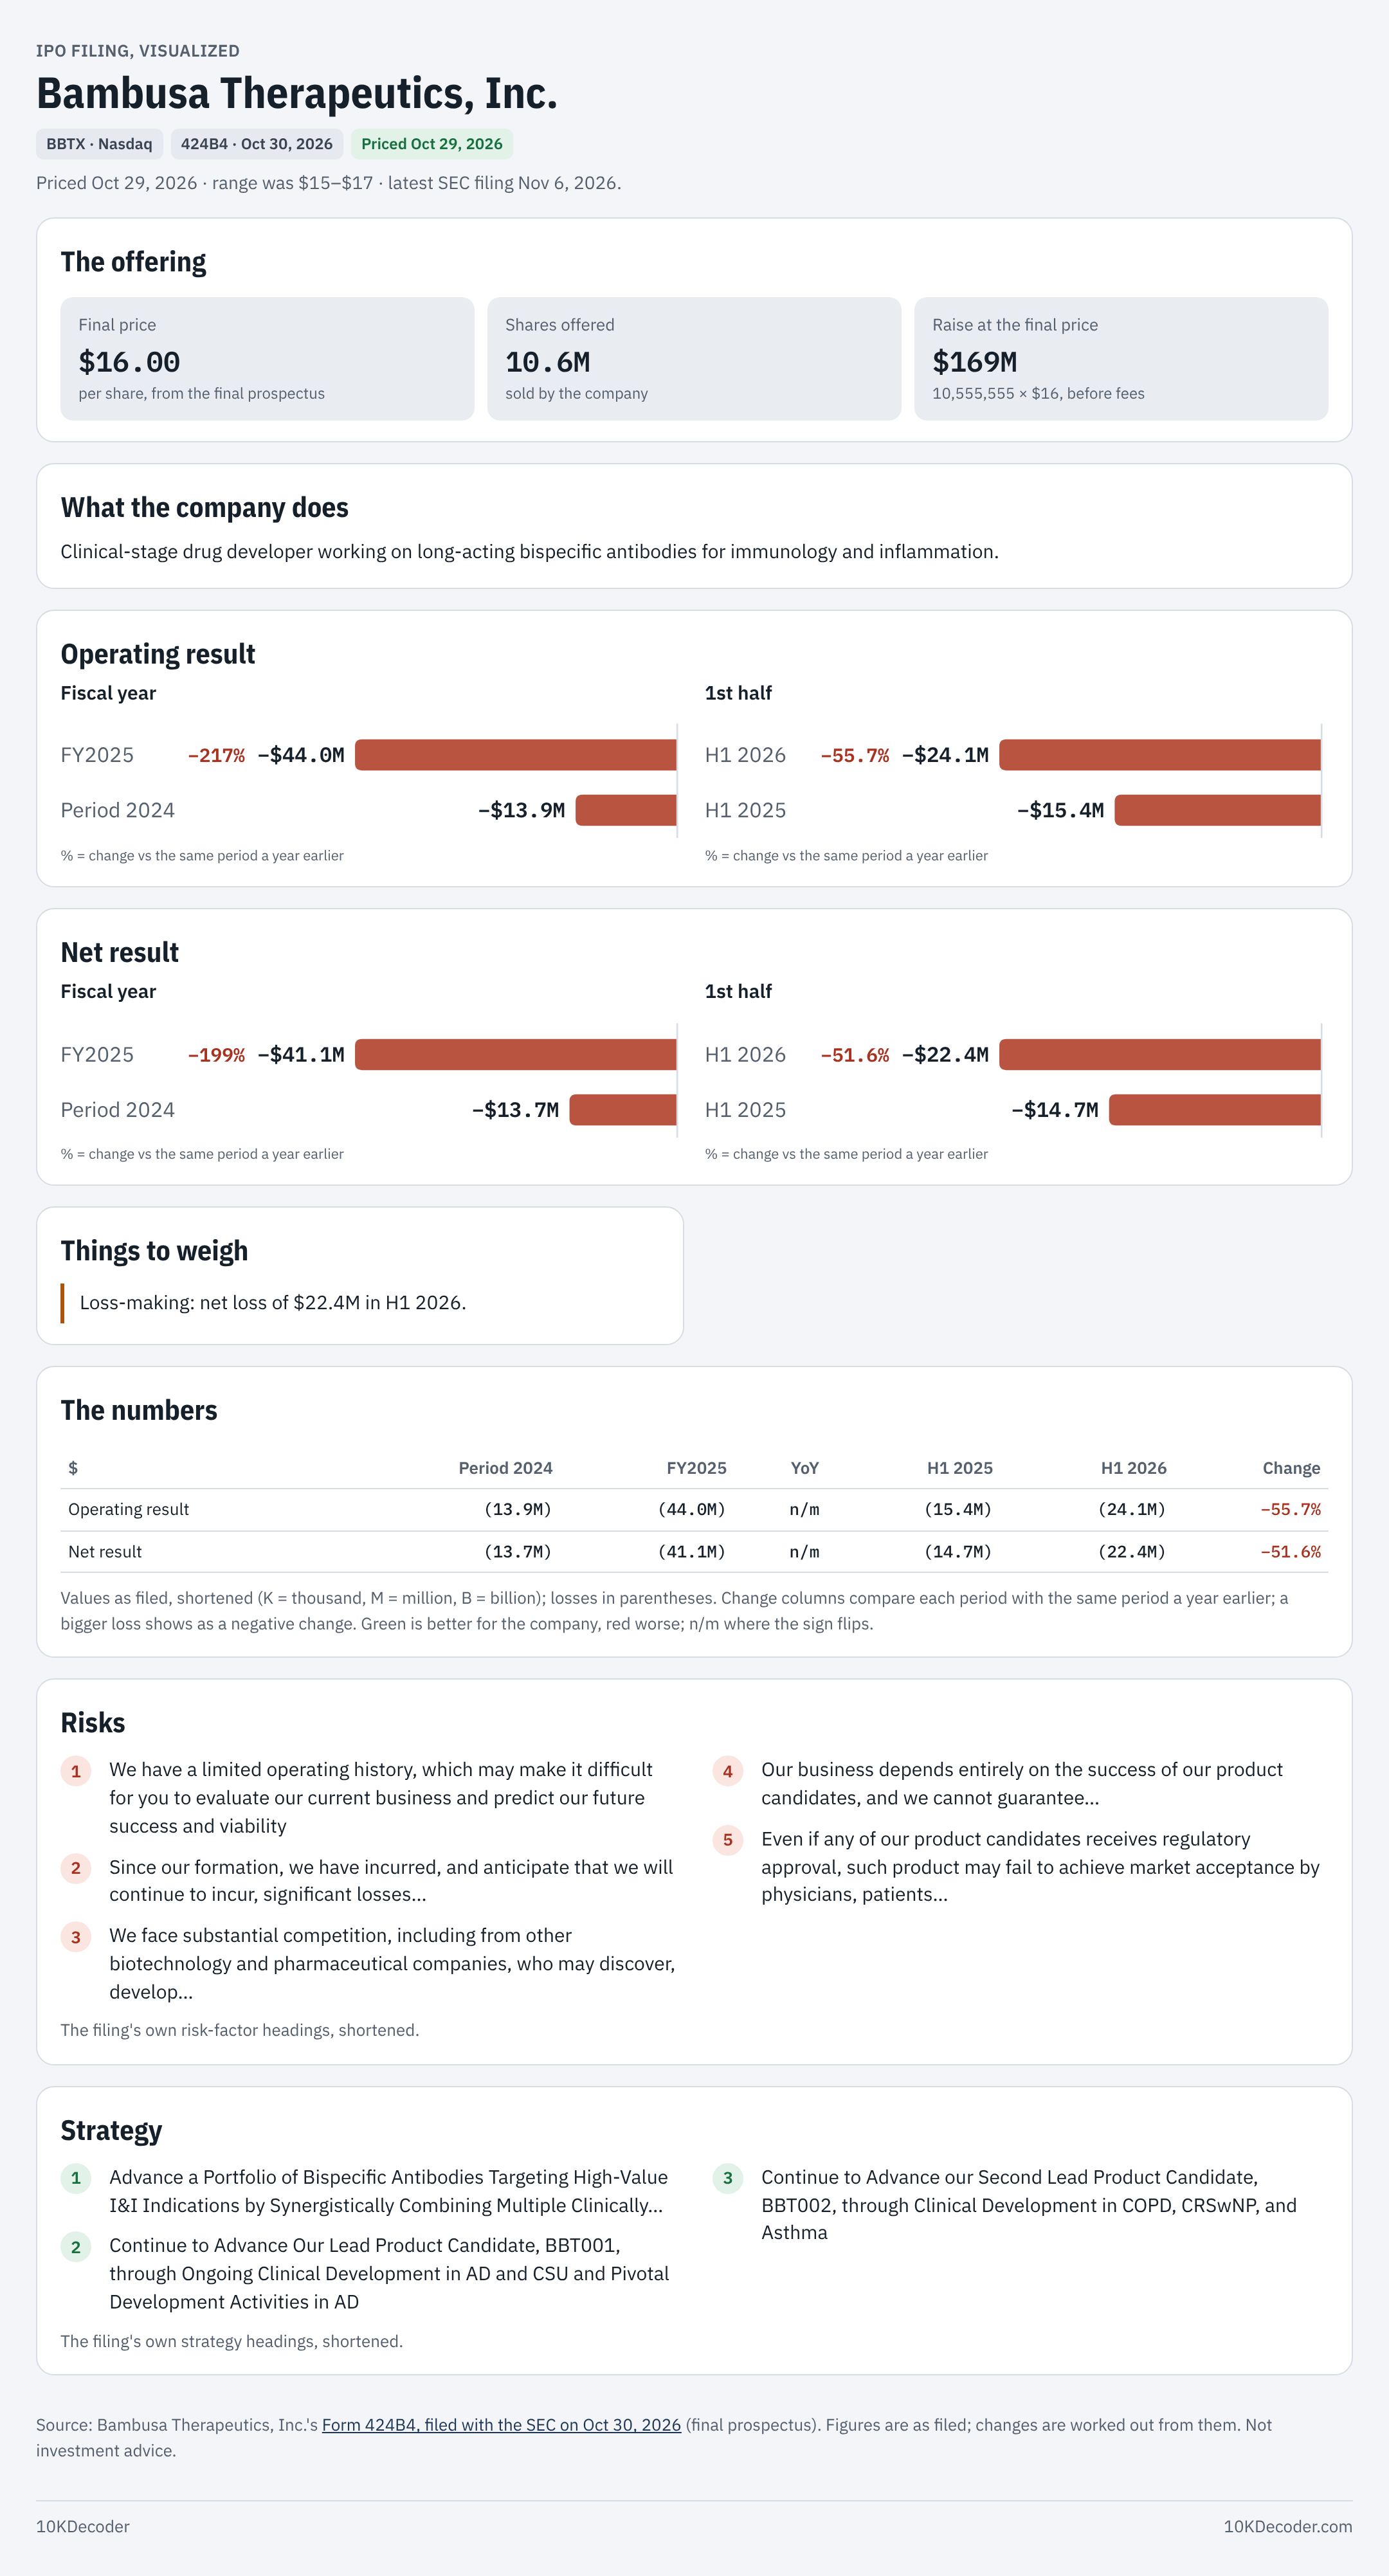 IPO FILING, VISUALIZED
Bambusa Therapeutics, Inc.
BBTX · Nasdaq
424B4 · Oct 30, 2026
Priced Oct 29, 2026
Priced Oct 29, 2026 · range was $15–$17 · latest SEC filing Nov 6, 2026.
The offering
Final price
$16.00
per share, from the final prospectus
Shares offered
10.6M
sold by the company
Raise at the final price
$169M
10,555,555 × $16, before fees
What the company does
Clinical-stage drug developer working on long-acting bispecific antibodies for immunology and inflammation.
Operating result
Fiscal year
FY2025 −217% −$44.0M
Period 2024 −$13.9M
% = change vs the same period a year earlier
1st half
H1 2026 −55.7% −$24.1M
H1 2025 −$15.4M
% = change vs the same period a year earlier
Net result
Fiscal year
FY2025 −199% −$41.1M
Period 2024 −$13.7M
% = change vs the same period a year earlier
1st half
H1 2026 −51.6% −$22.4M
H1 2025 −$14.7M
% = change vs the same period a year earlier
Things to weigh
Loss-making: net loss of $22.4M in H1 2026.
The numbers
$ Period 2024 FY2025 YoY H1 2025 H1 2026 Change
Operating result (13.9M) (44.0M) n/m (15.4M) (24.1M) −55.7%
Net result (13.7M) (41.1M) n/m (14.7M) (22.4M) −51.6%
Values as filed, shortened (K = thousand, M = million, B = billion); losses in parentheses. Change columns compare each period with the same period a year earlier; a
bigger loss shows as a negative change. Green is better for the company, red worse; n/m where the sign flips.
Risks
1 We have a limited operating history, which may make it difficult
for you to evaluate our current business and predict our future
success and viability
2 Since our formation, we have incurred, and anticipate that we will
continue to incur, significant losses…
3 We face substantial competition, including from other
biotechnology and pharmaceutical companies, who may discover,
develop…
4 Our business depends entirely on the success of our product
candidates, and we cannot guarantee…
5 Even if any of our product candidates receives regulatory
approval, such product may fail to achieve market acceptance by
physicians, patients…
The filing's own risk-factor headings, shortened.
Strategy
1 Advance a Portfolio of Bispecific Antibodies Targeting High-Value
I&I Indications by Synergistically Combining Multiple Clinically…
2 Continue to Advance Our Lead Product Candidate, BBT001,
through Ongoing Clinical Development in AD and CSU and Pivotal
Development Activities in AD
3 Continue to Advance our Second Lead Product Candidate,
BBT002, through Clinical Development in COPD, CRSwNP, and
Asthma
The filing's own strategy headings, shortened.
Source: Bambusa Therapeutics, Inc.'s Form 424B4, filed with the SEC on Oct 30, 2026 (final prospectus). Figures are as filed; changes are worked out from them. Not
investment advice.
10KDecoder
10KDecoder.com